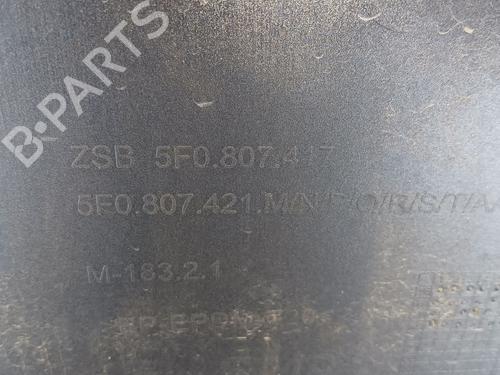 B-PARTS
ZSB 5F0.807.417
5F0.807.421.M/N/P/Q/R/S/T/A
M-183.2.1